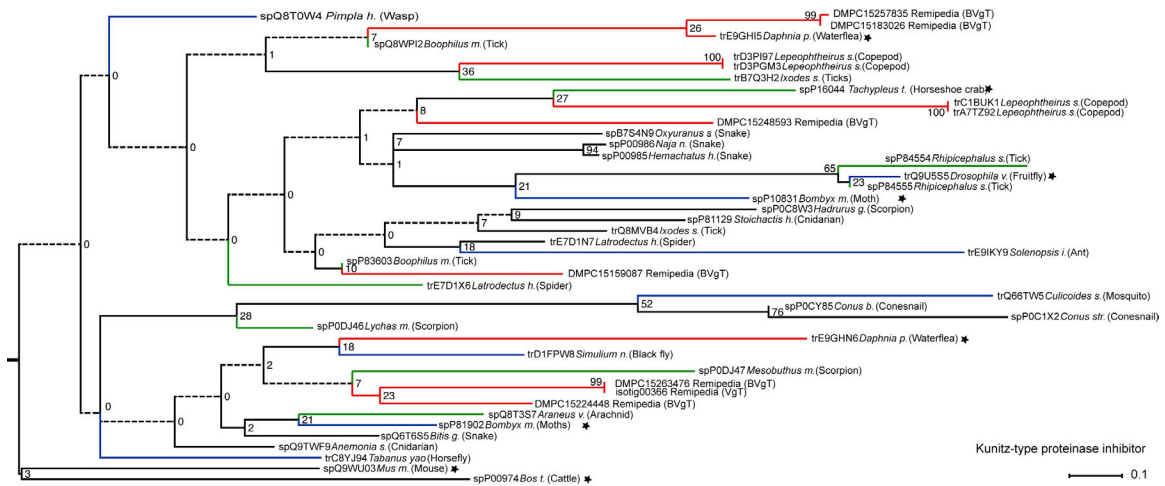 spQ8T0W4 Pimpla h. (Wasp)
99
DMPC15257835 Remipedia (BVgT)
DMPC15183026 Remipedia (BVgT)
26
trE9GHI5 Daphnia p. (Waterflea)
7
spQ8WPI2 Boophilus m. (Tick)
0
1
100
trD3PI97 Lepeophtheirus s.(Copepod)
trD3PGM3 Lepeophtheirus s.(Copepod)
36
trB7Q3H2 Ixodes s. (Ticks)
spP16044 Tachypleus t. (Horseshoe crab)
27
trC1BUK1 Lepeophtheirus s.(Copepod)
100
trA7TZ92 Lepeophtheirus s.(Copepod)
8
DMPC15248593 Remipedia (BVgT)
1
spB7S4N9 Oxyuranus s (Snake)
7
spP00986 Naja n. (Snake)
94
spP00985 Hemachatus h. (Snake)
0
1
spP84554 Rhipicephalus s.(Tick)
65
trQ9U5S5 Drosophila v. (Fruitfly)
23
spP84555 Rhipicephalus s.(Tick)
21
spP10831 Bombyx m. (Moth)
0
spP0C8W3 Hadrurus g.(Scorpion)
9
spP81129 Stoichactis h. (Cnidarian)
7
trQ8MVB4 Ixodes s. (Tick)
0
trE7D1N7 Latrodectus h.(Spider)
18
trE9IKY9 Solenopsis i.(Ant)
0
spP83603 Boophilus m. (Tick)
10
DMPC15159087 Remipedia (BVgT)
0
trE7D1X6 Latrodectus h.(Spider)
trQ66TW5 Culicoides s.(Mosquito)
52
spP0CY85 Conus b. (Conesnail)
76
spP0C1X2 Conus str. (Conesnail)
28
spP0DJ46 Lychas m. (Scorpion)
trE9GHN6 Daphnia p. (Waterflea)
18
trD1FPW8 Simulium n. (Black fly)
2
spP0DJ47 Mesobuthus m.(Scorpion)
7
99
DMPC15263476 Remipedia (BVgT)
isotig00366 Remipedia (VgT)
23
DMPC15224448 Remipedia (BVgT)
0
0
spQ8T3S7 Araneus v. (Arachnid)
21
spP81902 Bombyx m. (Moths)
2
spQ6T6S5 Bitis g. (Snake)
spQ9TWF9 Anemonia s. (Cnidarian)
trC8YJ94 Tabanus yao (Horsefly)
spQ9WU03 Mus m. (Mouse)
3
spP00974 Bos t. (Cattle)
Kunitz-type proteinase inhibitor
0.1